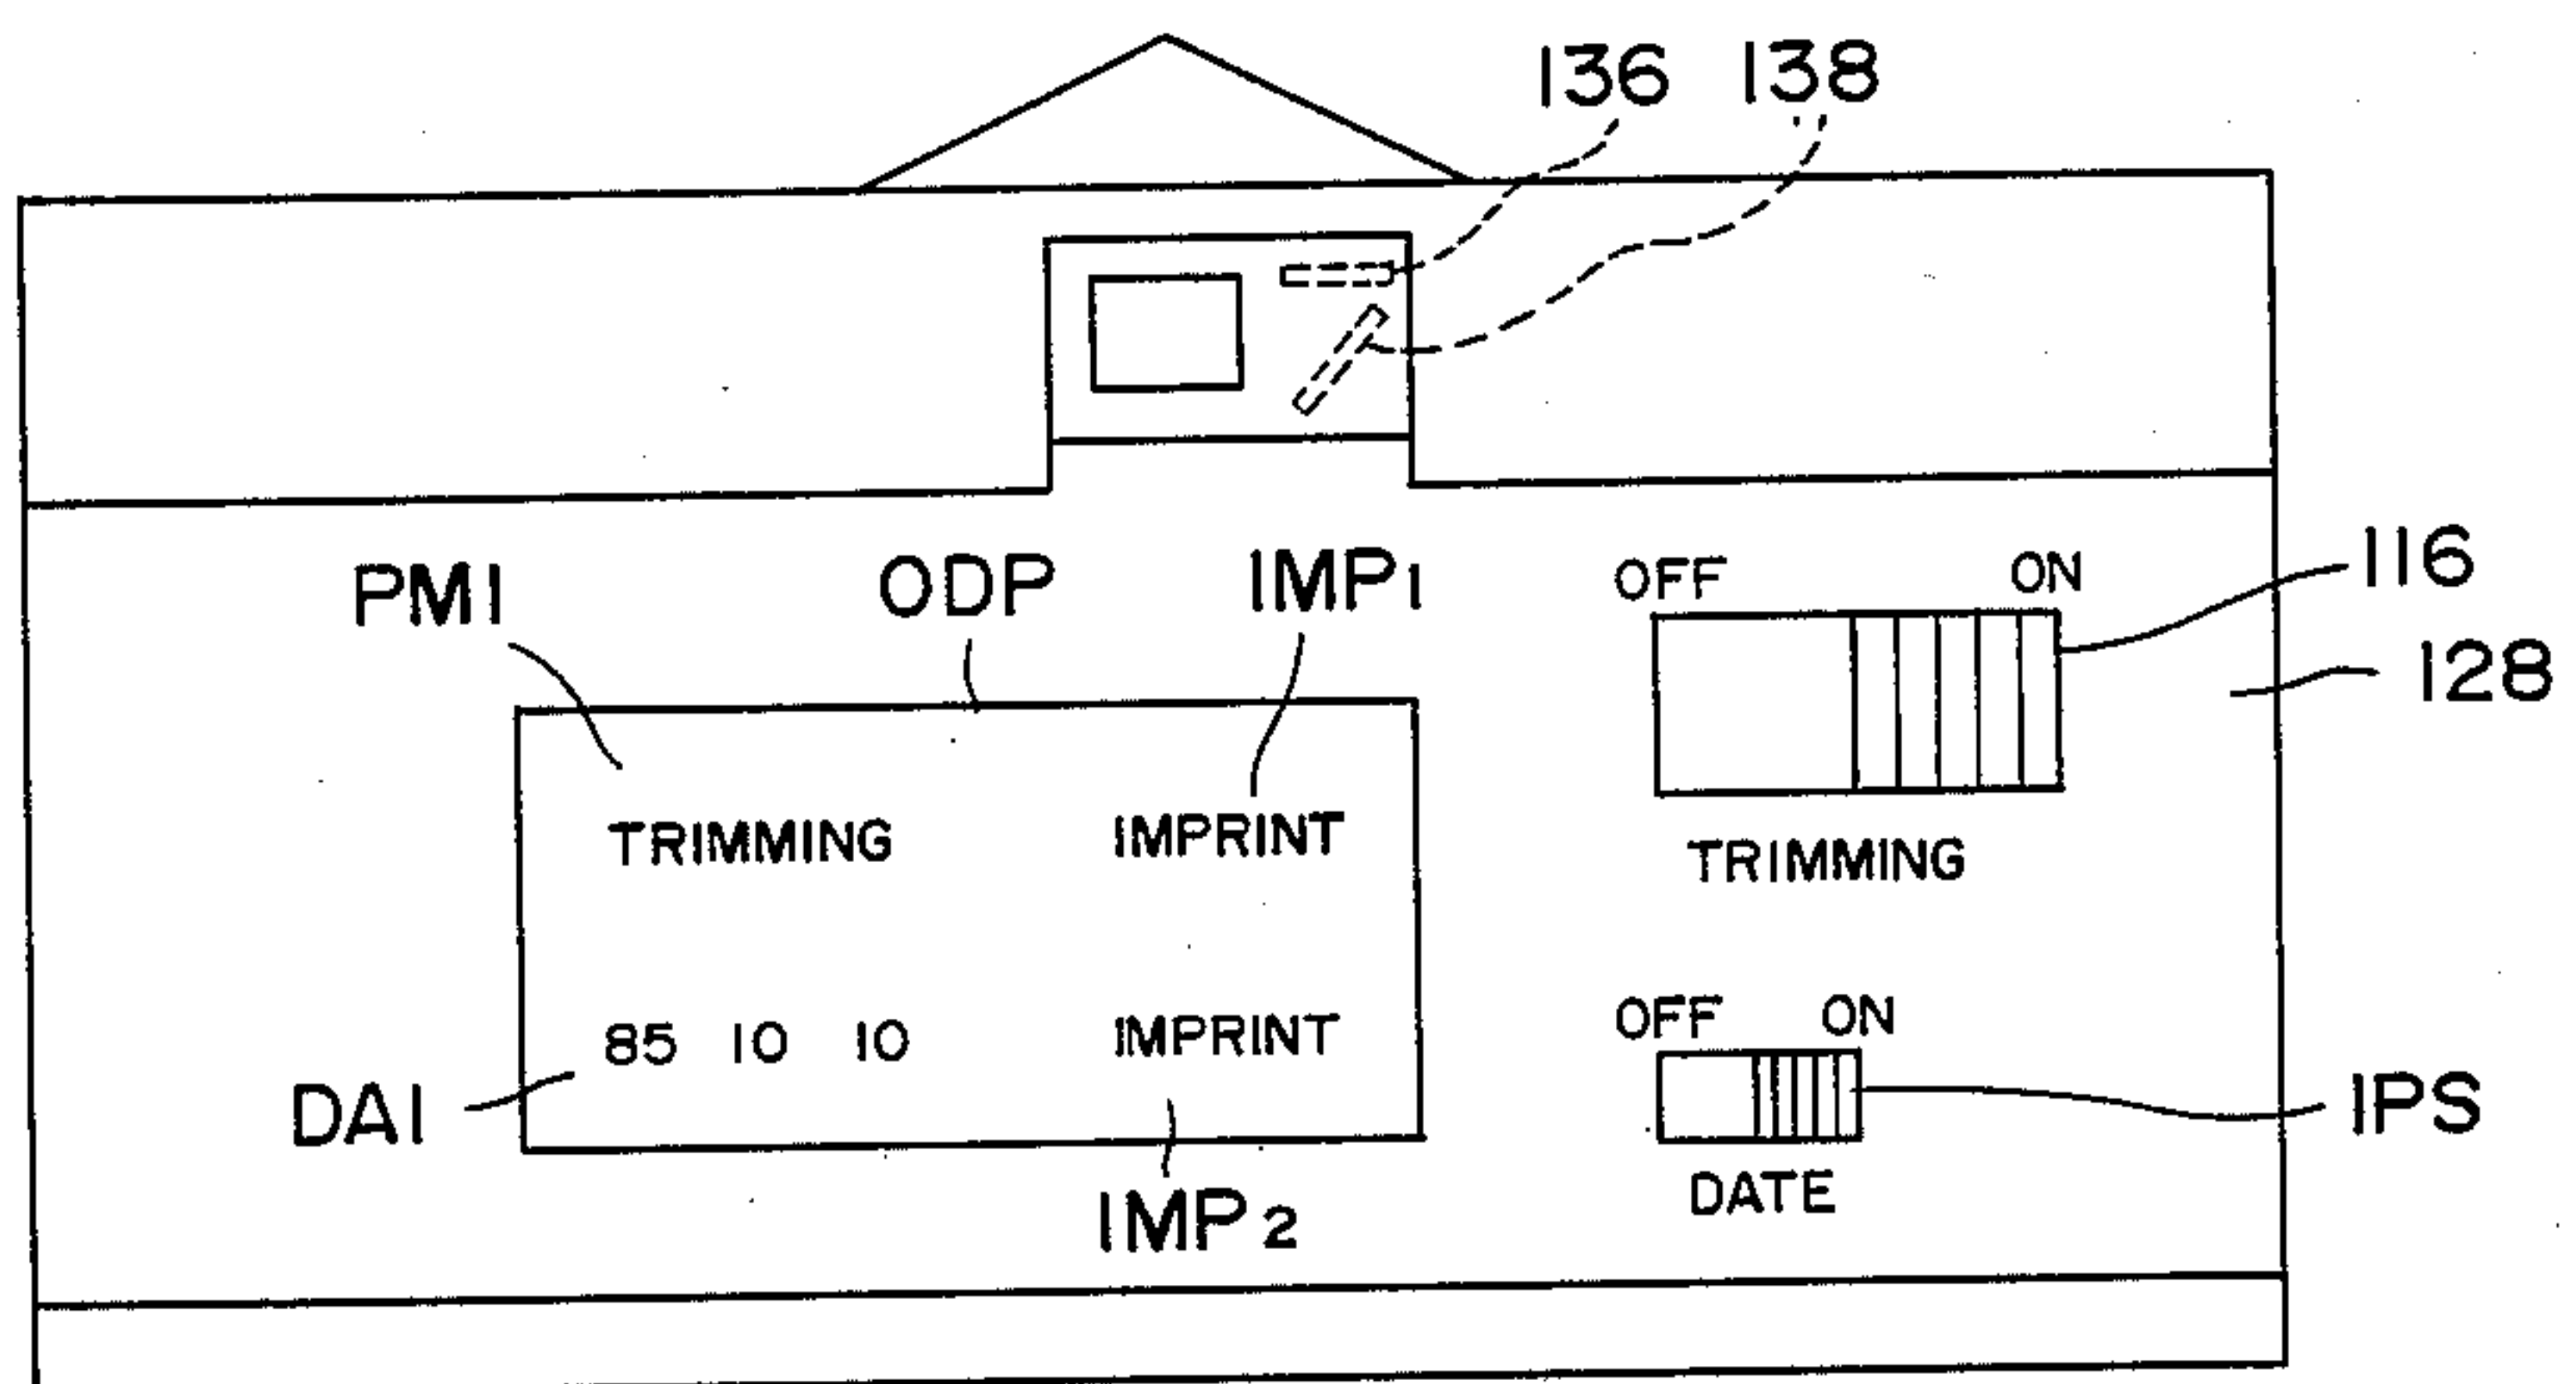 136 138
PMI ODP IMP1
OFF ON 116
128
TRIMMING IMPRINT
TRIMMING
OFF ON
85 10 10 IMPRINT
DAI IPS
IMP2 DATE